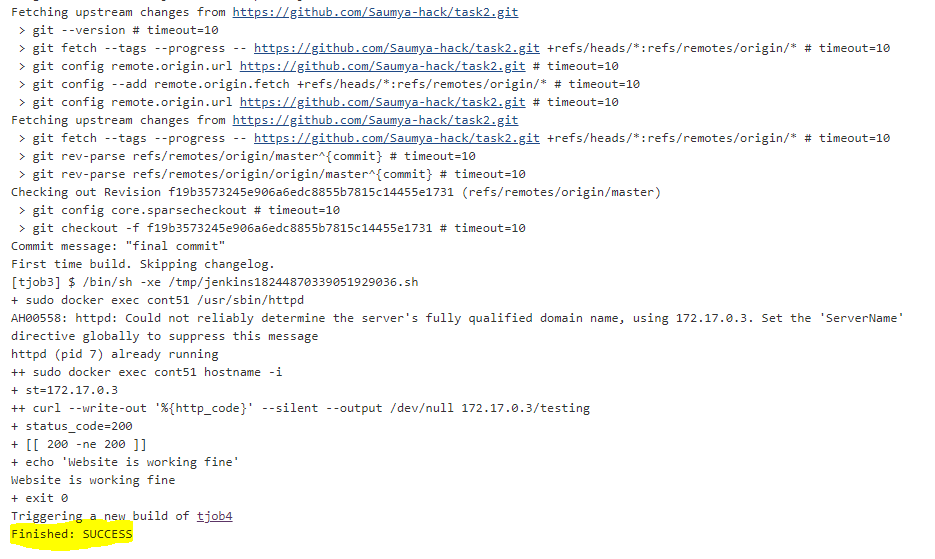 Fetching upstream changes from https://github.com/Saumya-hack/task2.git
> git --version # timeout=10
> git fetch --tags --progress -- https://github.com/Saumya-hack/task2.git +refs/heads/*:refs/remotes/origin/* # timeout=10
> git config remote.origin.url https://github.com/Saumya-hack/task2.git # timeout=10
> git config --add remote.origin.fetch +refs/heads/*:refs/remotes/origin/* # timeout=10
> git config remote.origin.url https://github.com/Saumya-hack/task2.git # timeout=10
Fetching upstream changes from https://github.com/Saumya-hack/task2.git
> git fetch --tags --progress -- https://github.com/Saumya-hack/task2.git +refs/heads/*:refs/remotes/origin/* # timeout=10
> git rev-parse refs/remotes/origin/master^{commit} # timeout=10
> git rev-parse refs/remotes/origin/origin/master^{commit} # timeout=10
Checking out Revision f19b3573245e906a6edc8855b7815c14455e1731 (refs/remotes/origin/master)
> git config core.sparsecheckout # timeout=10
> git checkout -f f19b3573245e906a6edc8855b7815c14455e1731 # timeout=10
Commit message: "final commit"
First time build. Skipping changelog.
[tjob3] $ /bin/sh -xe /tmp/jenkins18244870339051929036.sh
+ sudo docker exec cont51 /usr/sbin/httpd
AH00558: httpd: Could not reliably determine the server's fully qualified domain name, using 172.17.0.3. Set the 'ServerName'
directive globally to suppress this message
httpd (pid 7) already running
++ sudo docker exec cont51 hostname -i
+ st=172.17.0.3
++ curl --write-out '%{http_code}' --silent --output /dev/null 172.17.0.3/testing
+ status_code=200
+ [[ 200 -ne 200 ]]
+ echo 'Website is working fine'
Website is working fine
+ exit 0
Triggering a new build of tjob4
Finished: SUCCESS